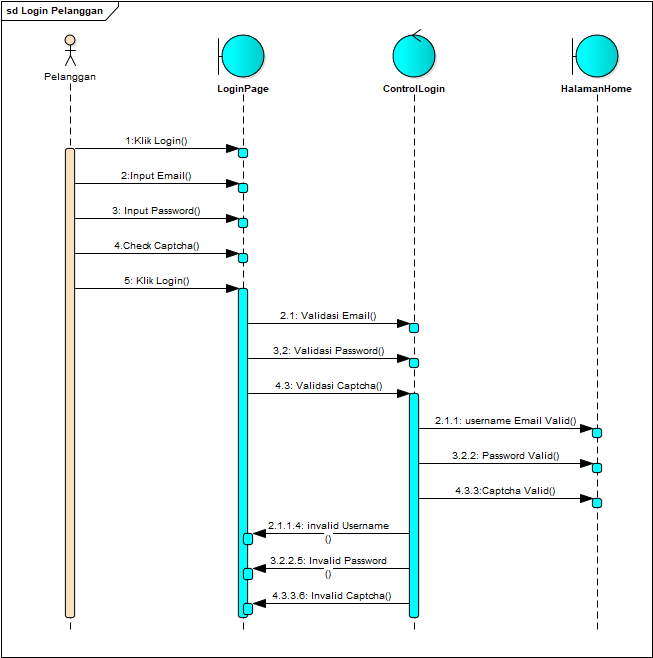 sd Login Pelanggan
Pelanggan
LoginPage
ControlLogin
HalamanHome
1:Klik Login()
2:Input Email()
3: Input Password()
4.Check Captcha()
5: Klik Login()
2.1: Validasi Email()
3,2: Validasi Password()
4.3: Validasi Captcha()
2.1.1: username Email Valid()
3.2.2: Password Valid()
4.3.3:Captcha Valid()
2.1.1.4: invalid Username
()
3.2.2.5: Invalid Password
()
4.3.3.6: Invalid Captcha()